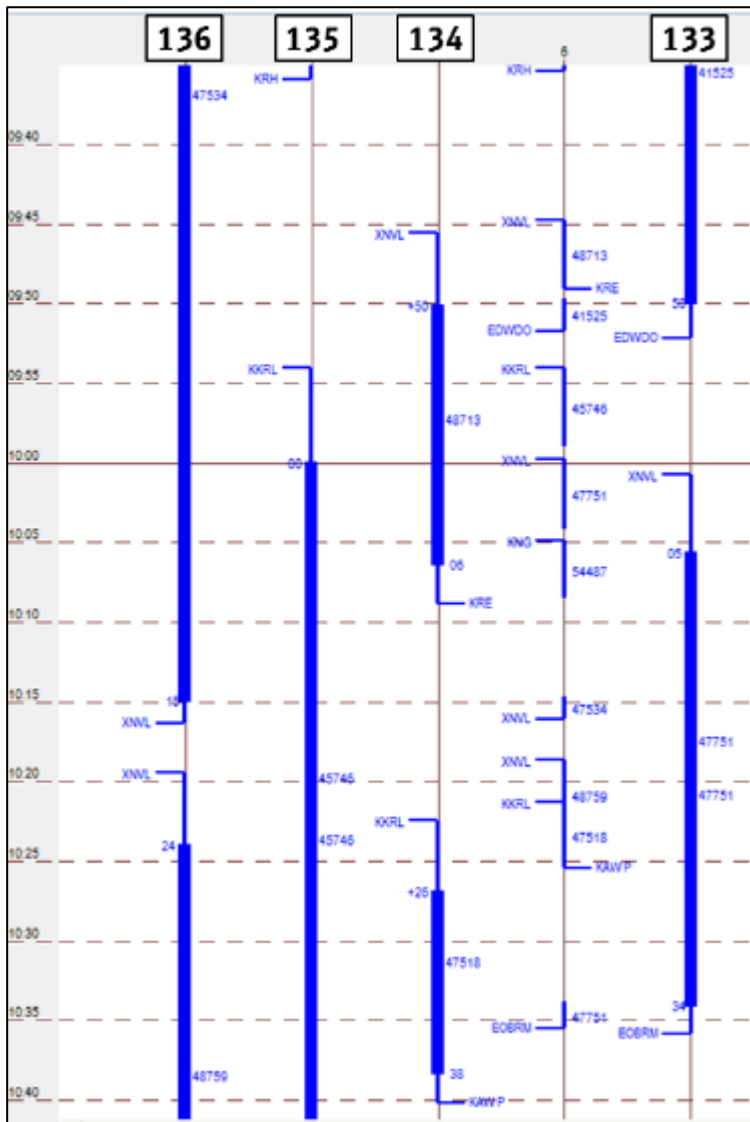 136 135 134 6 133
KRH KRH 41525
47534
09:40
09:45
XNVL XNVL
48713 KRE
09:50 +50 50
41525
EDWDO EDWDO
09:55 KKRL KKRL
48713 45746
10:00 00 XNVL XNVL
47751
10:05 KNG 05
06 54487
10:10 KRE
10:15 15 47534
XNVL XNVL
47751
XNVL XNVL
10:20 45746 48759 47751
KKRL KKRL
24 45746 47518
10:25 KAWP
+26
10:30 47518
10:35 34
EOBRM 47751 EOBRM
48759 38
10:40 KAWP